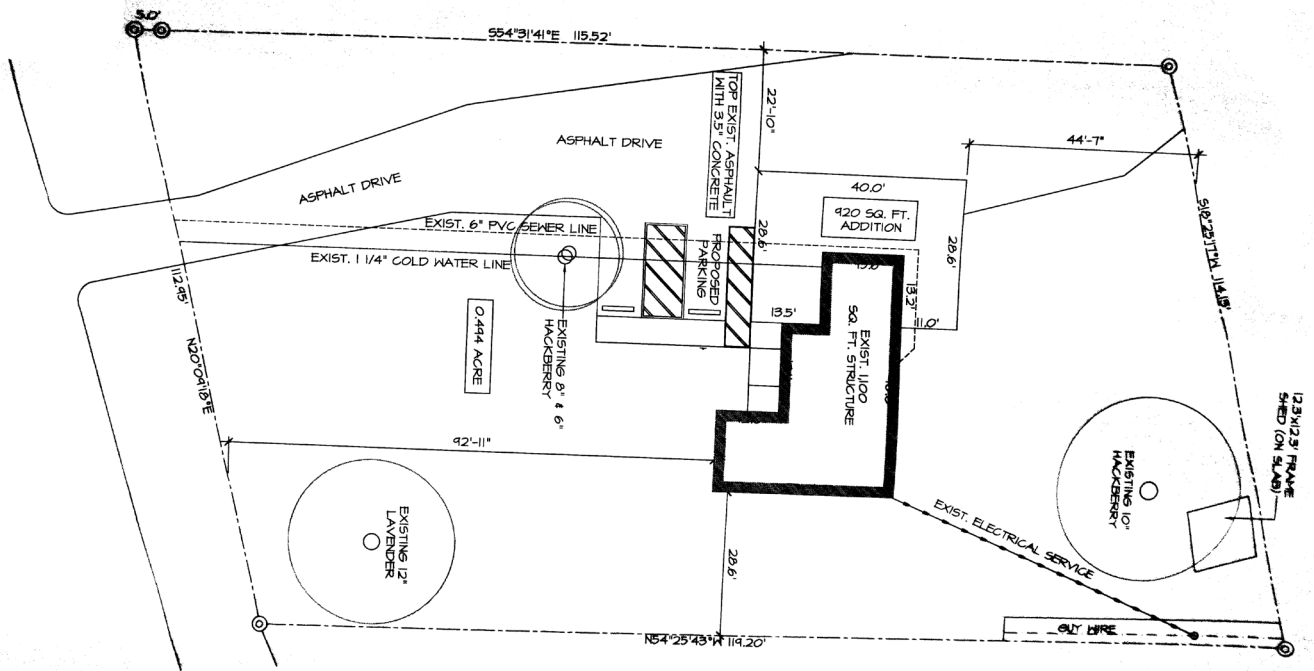 5.0'
S54°31'41"E 115.52'
22'-10"
TOP EXIST. ASPHAULT
WITH 3.5" CONCRETE
ASPHALT DRIVE
ASPHALT DRIVE
44'-7"
40.0'
920 SQ. FT.
ADDITION
28.6'
28.6'
S18°25'17"W 114.15'
EXIST. 6" PVC SEWER LINE
EXIST. 1 1/4" COLD WATER LINE
PROPOSED
PARKING
13.2'
13.5'
11.0'
112.95'
N20°09'18"E
0.494 ACRE
EXISTING 8" & 6"
HACKBERRY
EXIST. 1,100
SQ. FT. STRUCTURE
12.3'x12.3' FRAME
SHED (ON SLAB)
92'-11"
EXISTING 10"
HACKBERRY
EXISTING 12"
LAVENDER
EXIST. ELECTRICAL SERVICE
28.6'
GUY WIRE
N54°25'43"W 119.20'